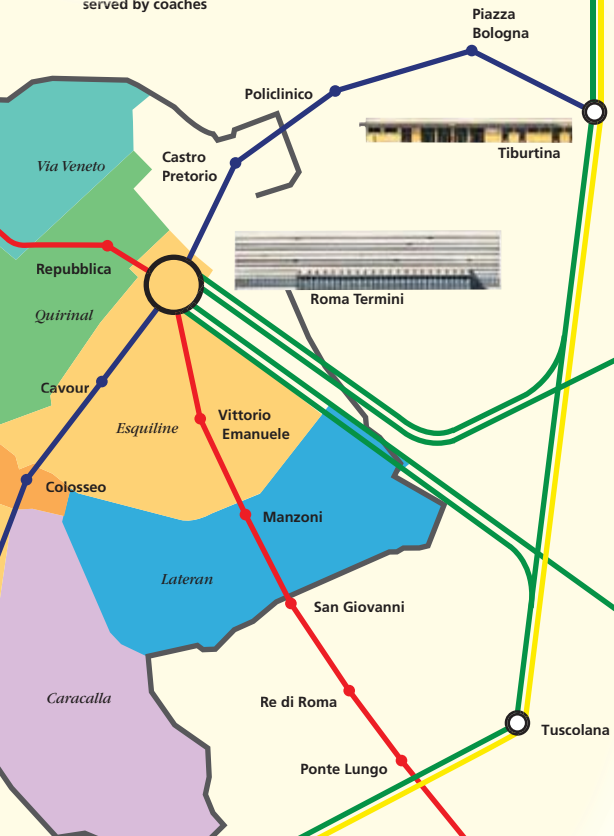 served by coaches
Piazza
Bologna
Policlinico
Tiburtina
Castro
Pretorio
Via Veneto
Repubblica
Roma Termini
Quirinal
Cavour
Esquiline
Vittorio
Emanuele
Colosseo
Manzoni
Lateran
San Giovanni
Caracalla
Re di Roma
Tuscolana
Ponte Lungo